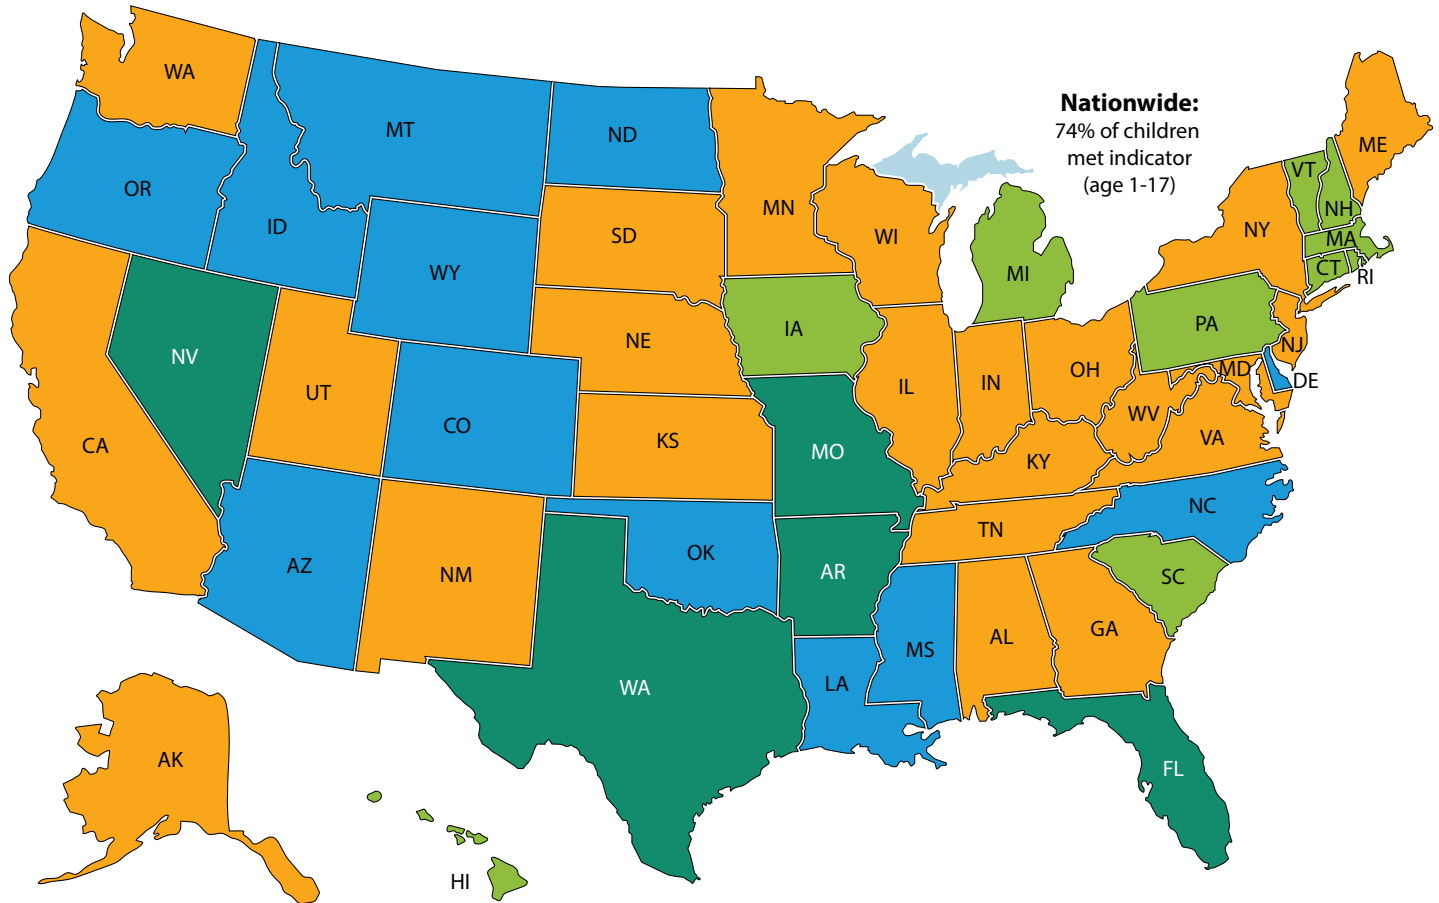 WA
MT
ND
OR
ID
MN
ME
VT
NH
NY
MA
WI
SD
WY
MI
CT
RI
PA
IA
NV
NE
NJ
MD
DE
UT
CO
IL
IN
OH
WV
VA
CA
KS
MO
KY
NC
TN
AZ
NM
OK
AR
SC
MS
AL
GA
LA
WA
AK
FL
HI
Nationwide:
74% of children
met indicator
(age 1-17)